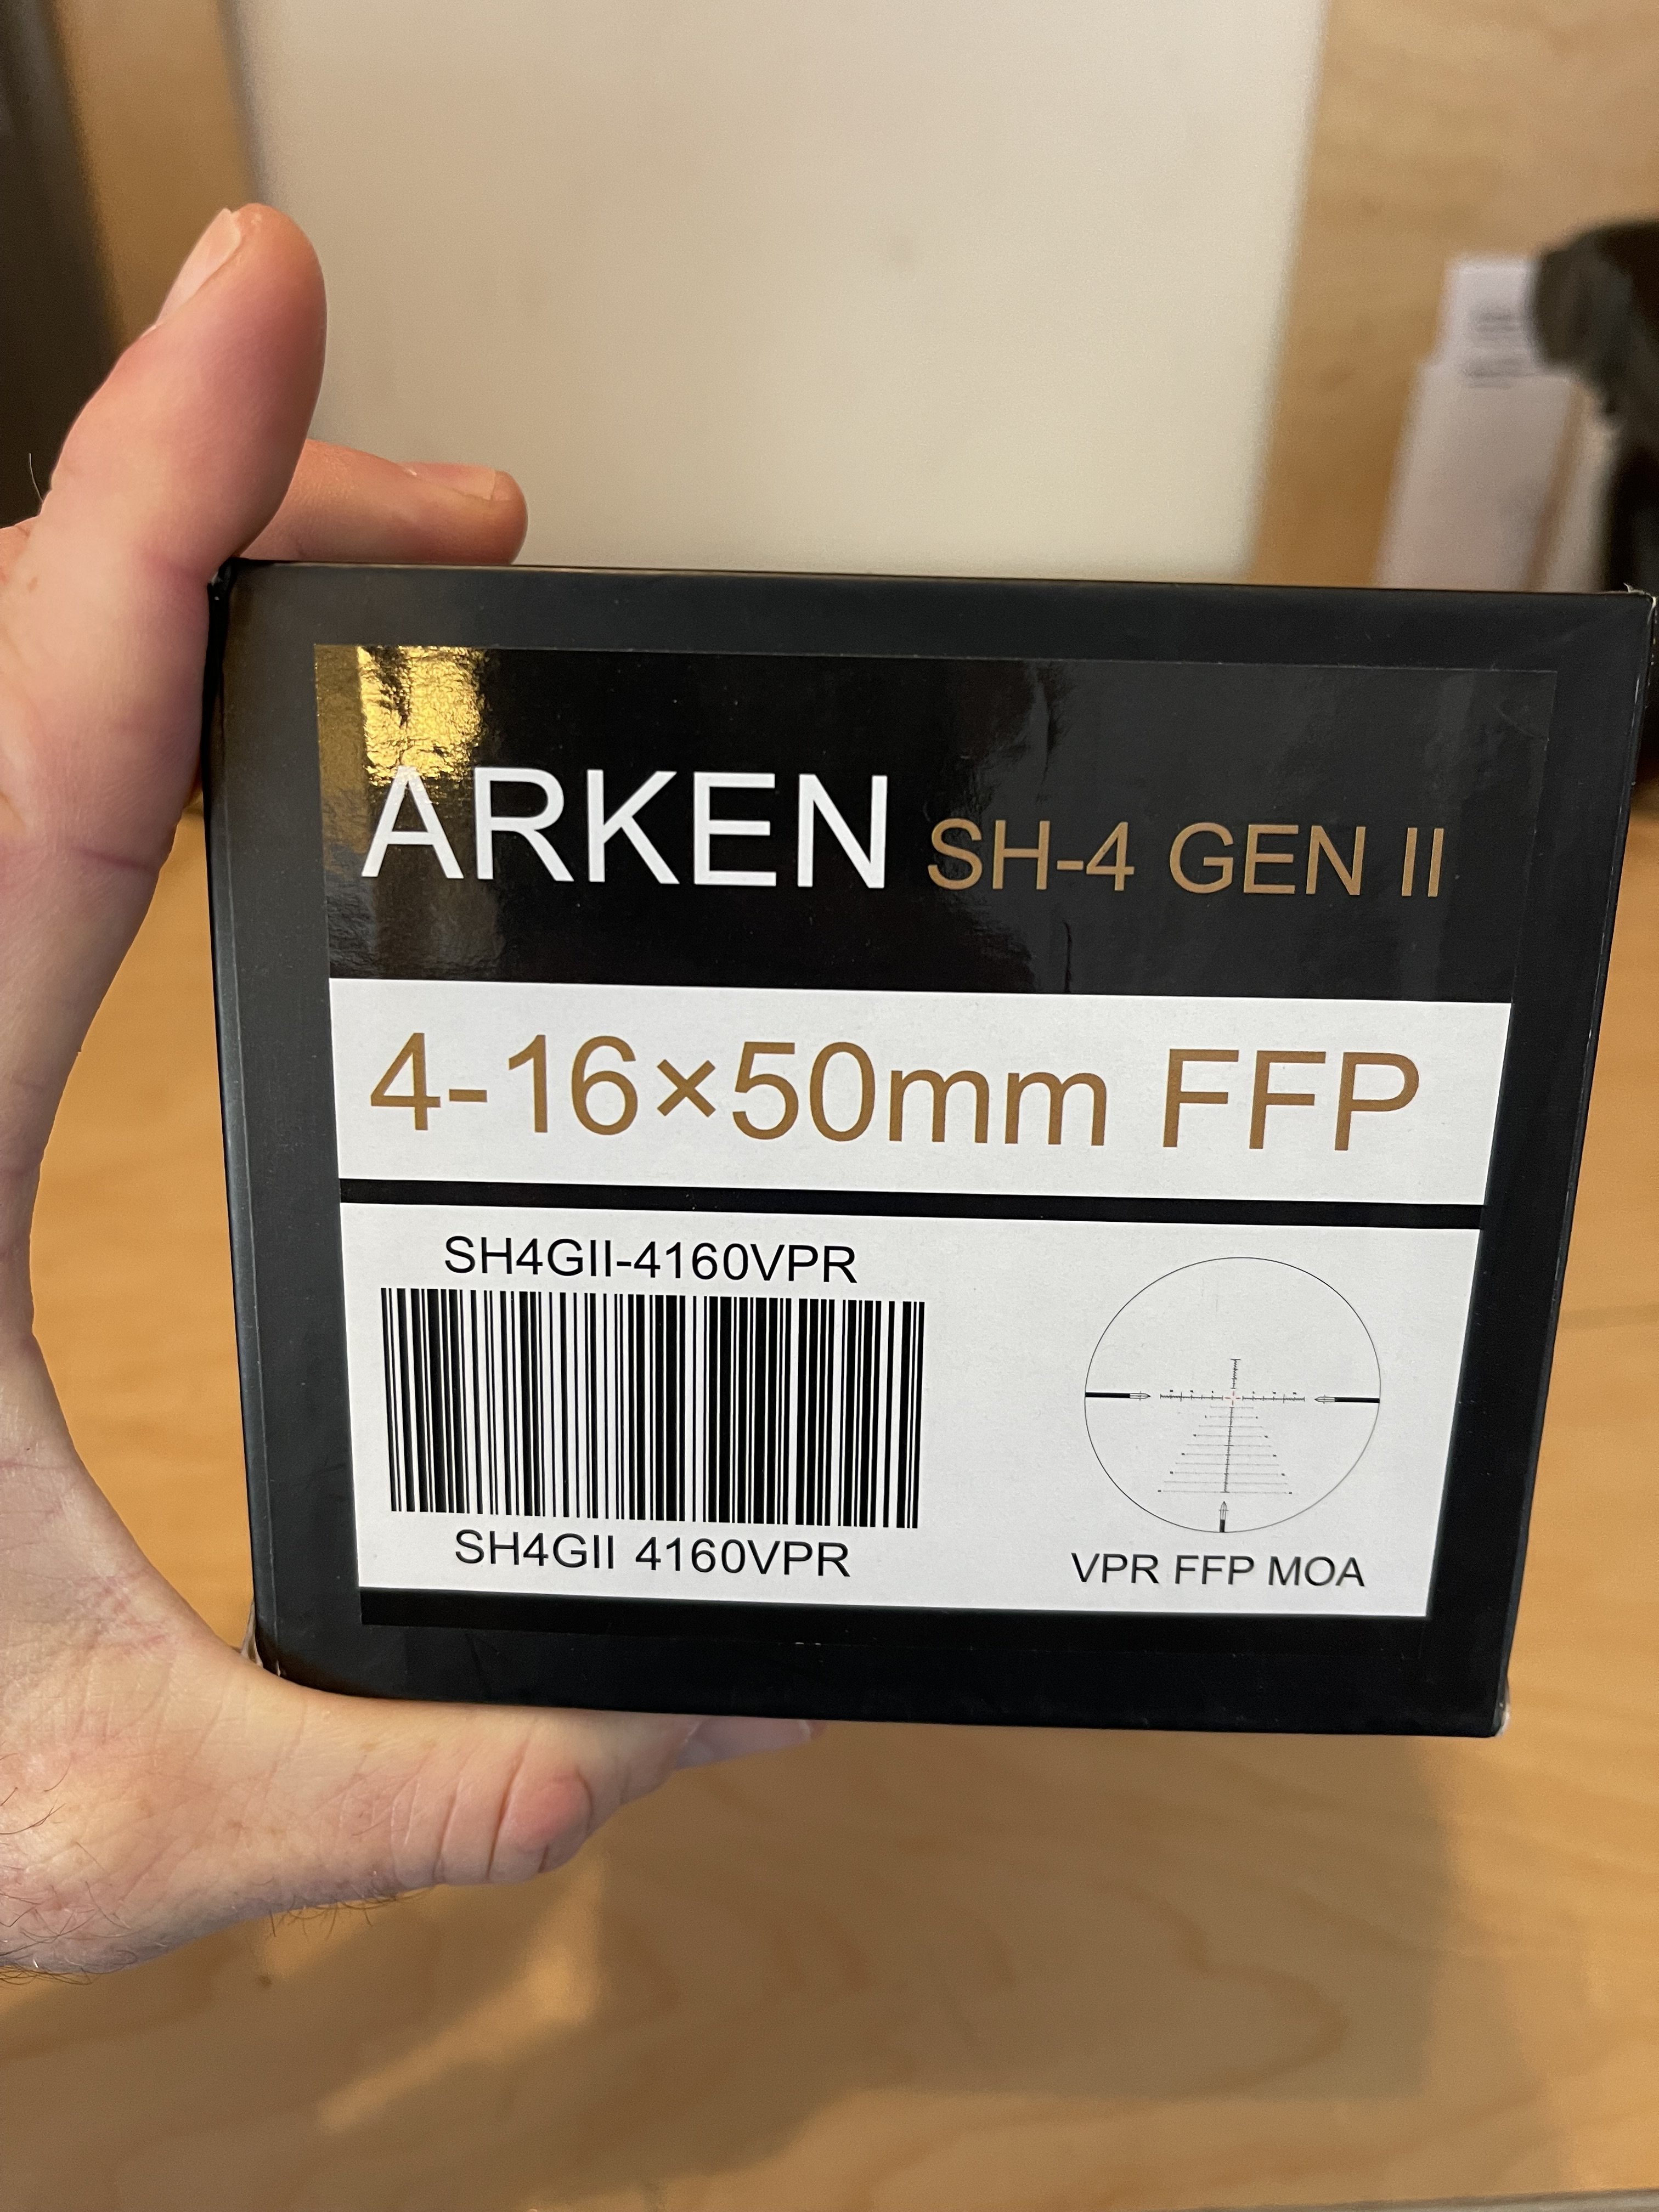 ARKEN SH-4 GEN II
4-16×50mm FFP
SH4GII-4160VPR
SH4GII 4160VPR
VPR FFP MOA